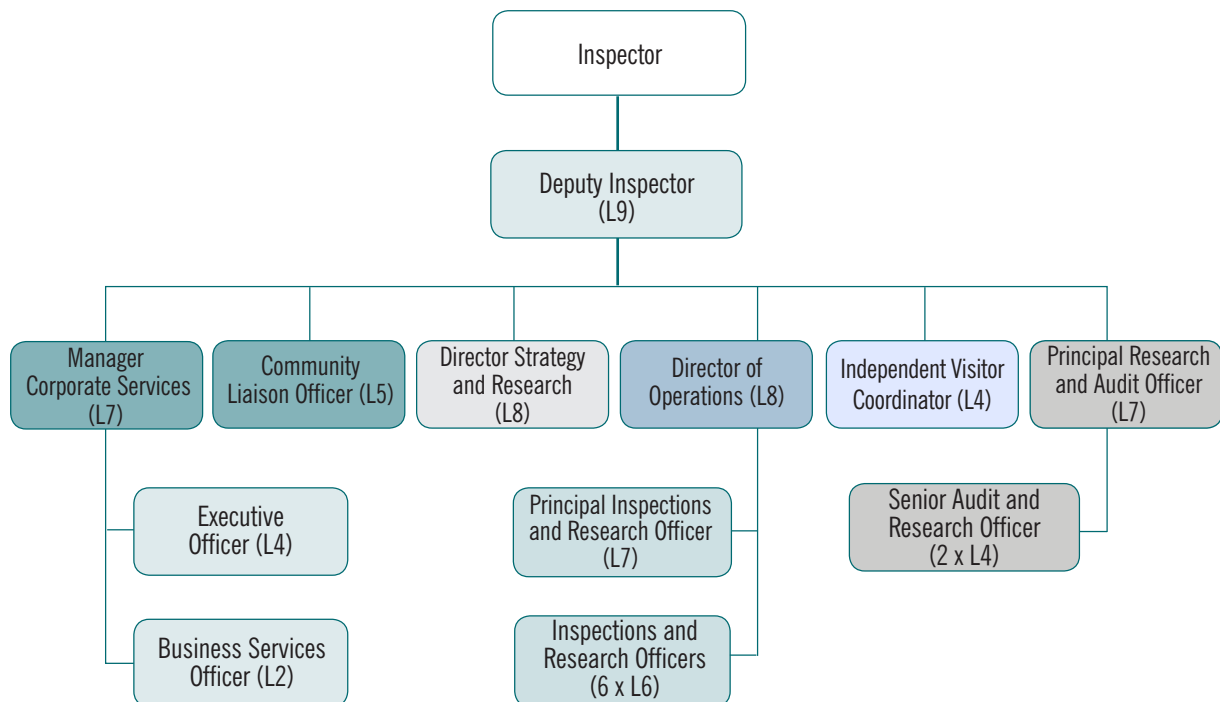 Inspector
Deputy Inspector
(L9)
Manager
Corporate Services
(L7)
Community
Liaison Officer (L5)
Director Strategy
and Research
(L8)
Director of
Operations (L8)
Independent Visitor
Coordinator (L4)
Principal Research
and Audit Officer
(L7)
Executive
Officer (L4)
Principal Inspections
and Research Officer
(L7)
Senior Audit and
Research Officer
(2 x L4)
Business Services
Officer (L2)
Inspections and
Research Officers
(6 x L6)